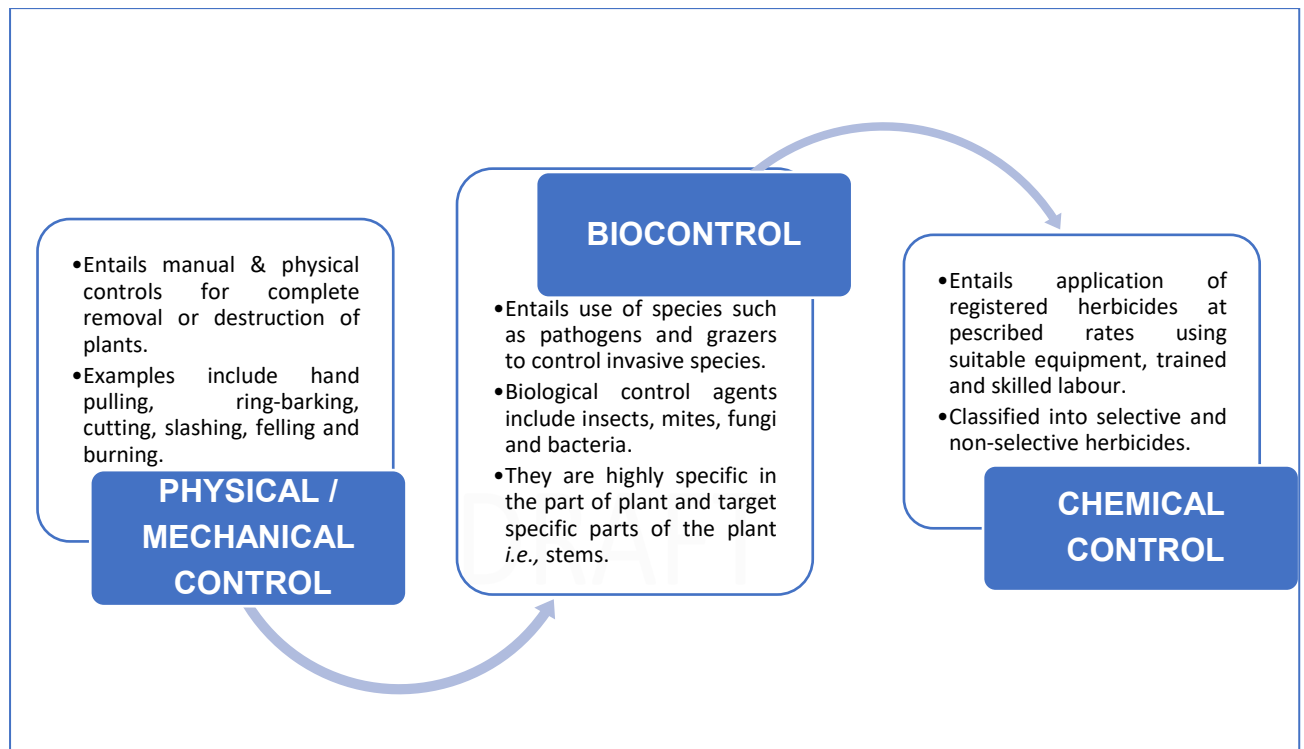 •Entails manual & physical
controls for complete
removal or destruction of
plants.
•Examples include hand
pulling, ring-barking,
cutting, slashing, felling and
burning.
PHYSICAL /
MECHANICAL
CONTROL
BIOCONTROL
•Entails use of species such
as pathogens and grazers
to control invasive species.
•Biological control agents
include insects, mites, fungi
and bacteria.
•They are highly specific in
the part of plant and target
specific parts of the plant
i.e., stems.
DRAFT
•Entails application of
registered herbicides at
pescribed rates using
suitable equipment, trained
and skilled labour.
•Classified into selective and
non-selective herbicides.
CHEMICAL
CONTROL